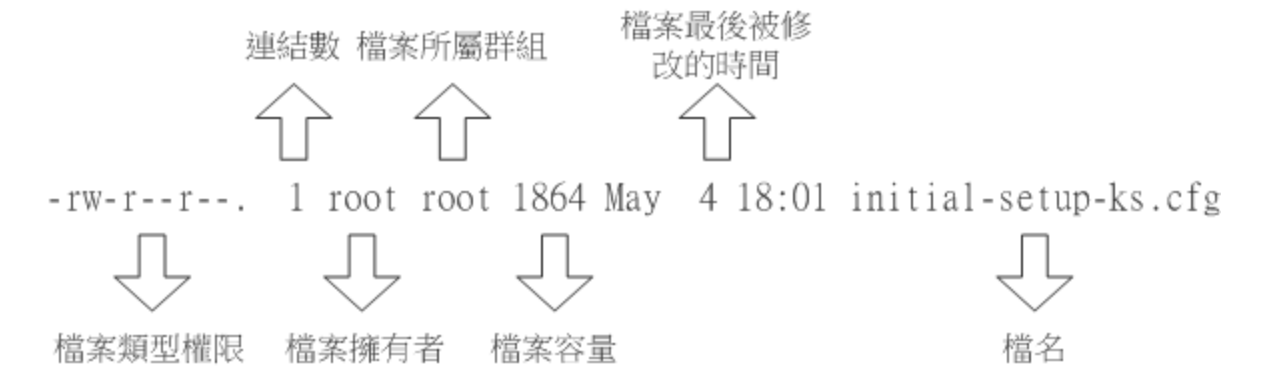 連結數 檔案所屬群組
檔案最後被修
改的時間
-rw-r--r--. 1 root root 1864 May 4 18:01 initial-setup-ks.cfg
檔案類型權限 檔案擁有者 檔案容量 檔名